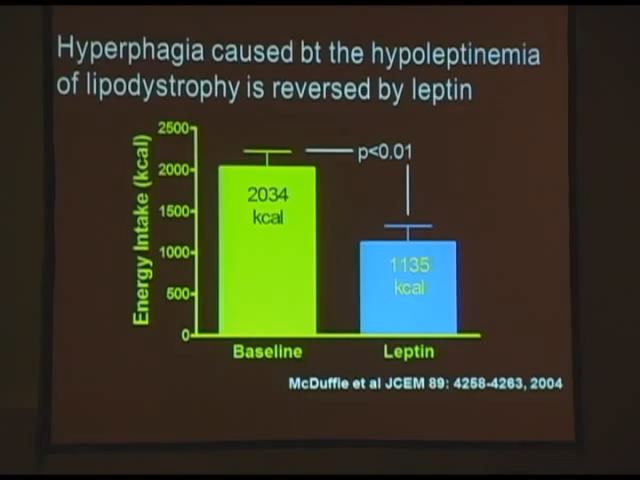 Hyperphagia caused bt the hypoleptinemia
of lipodystrophy is reversed by leptin
Energy Intake (kcal)
2500
2000
1500
1000
500
0
p<0.01
2034
kcal
1135
kcal
Baseline
Leptin
McDuffie et al JCEM 89: 4258-4263, 2004